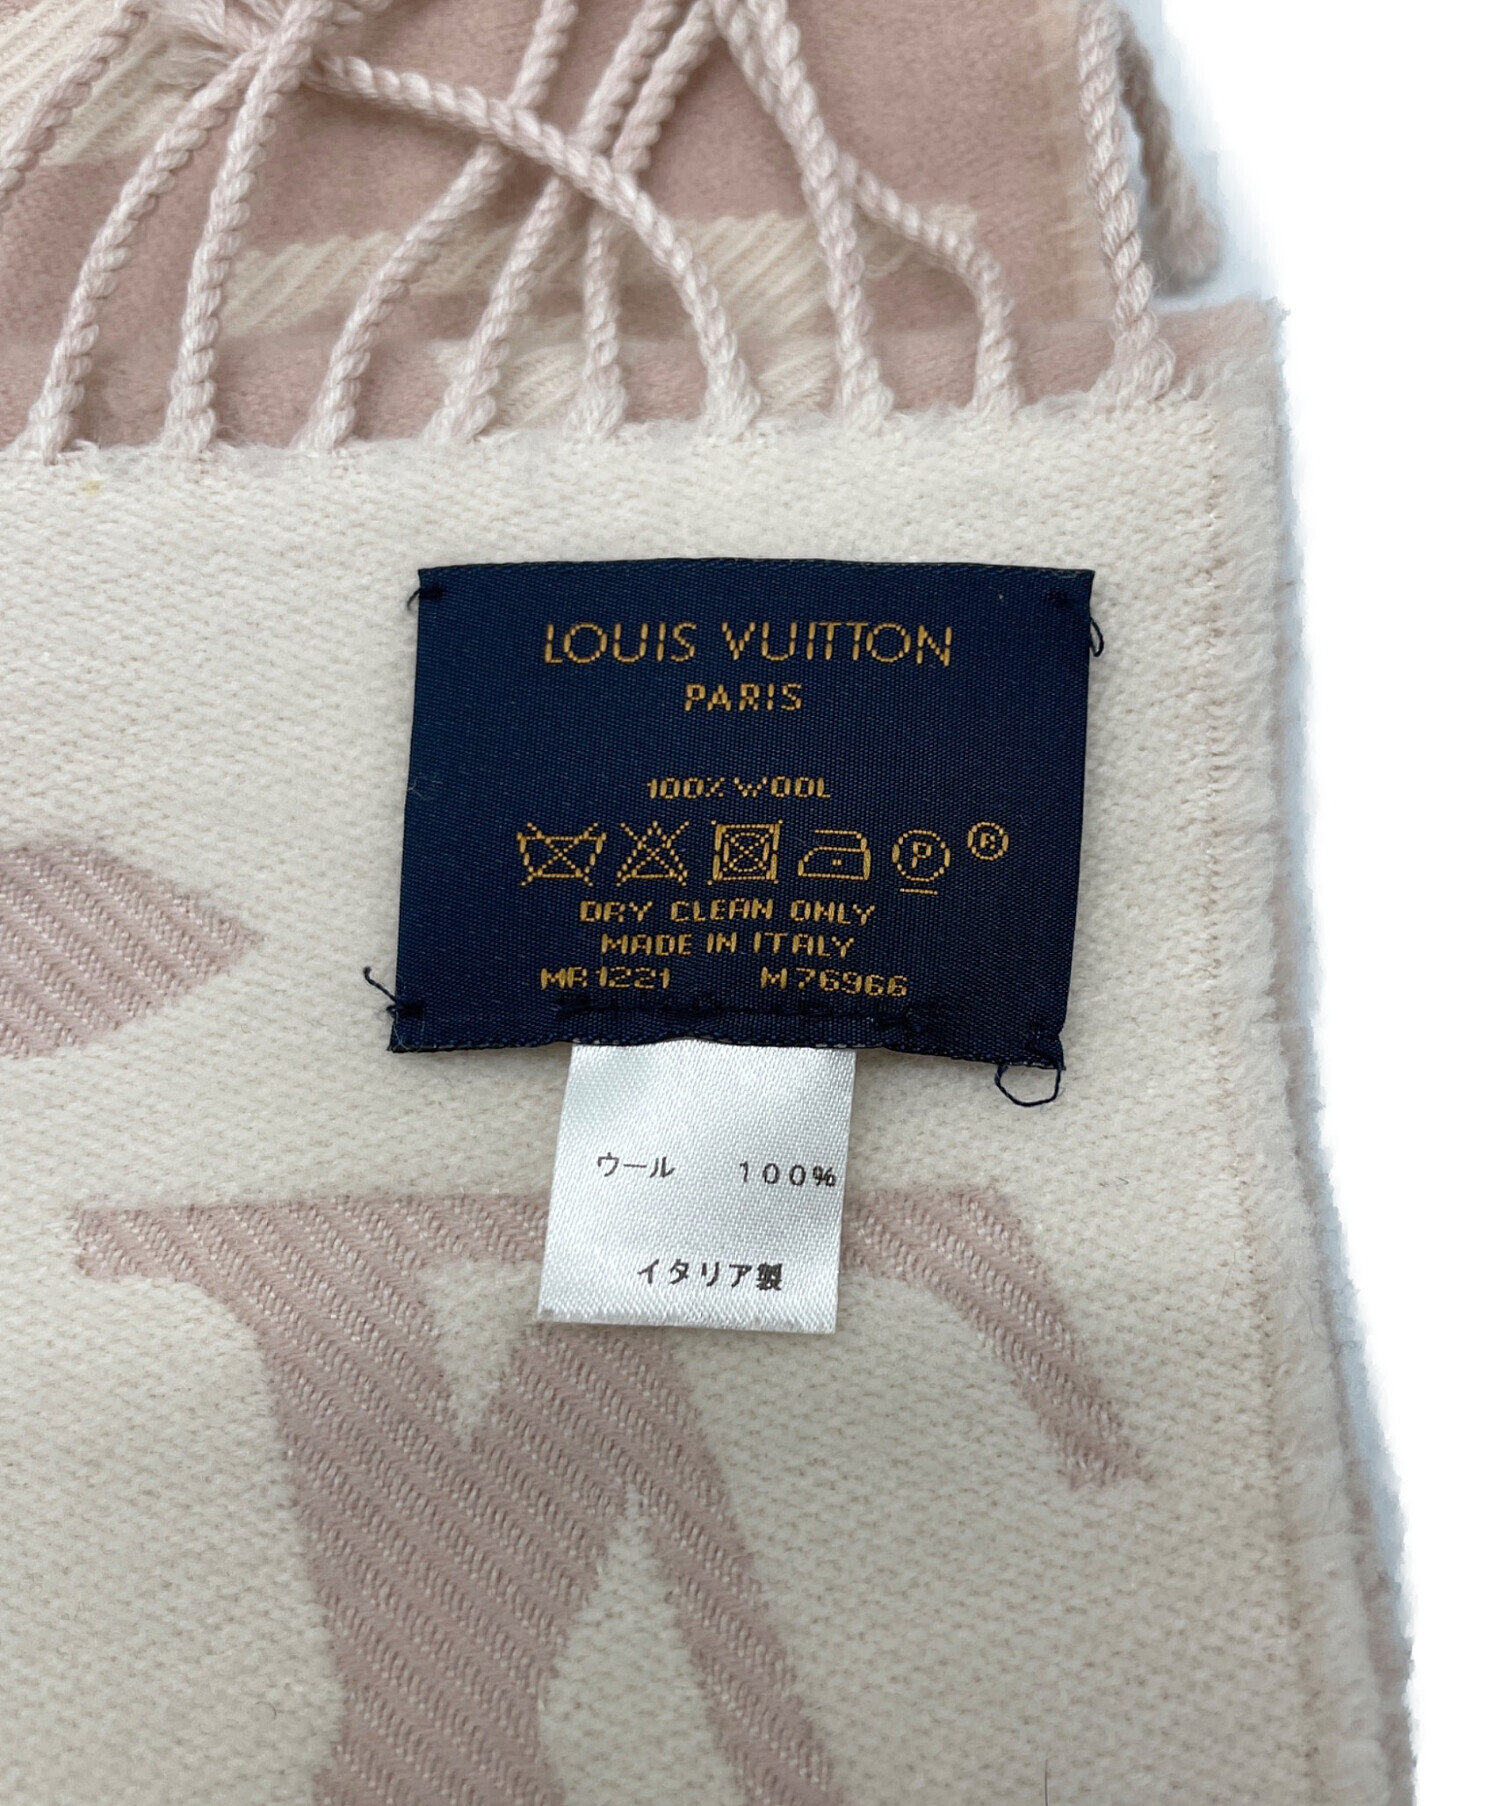 LOUIS VUITTON
PARIS
100% WOOL
P ®
DRY CLEAN ONLY
MADE IN ITALY
MR1221 M76966
ウール 100%
イタリア製